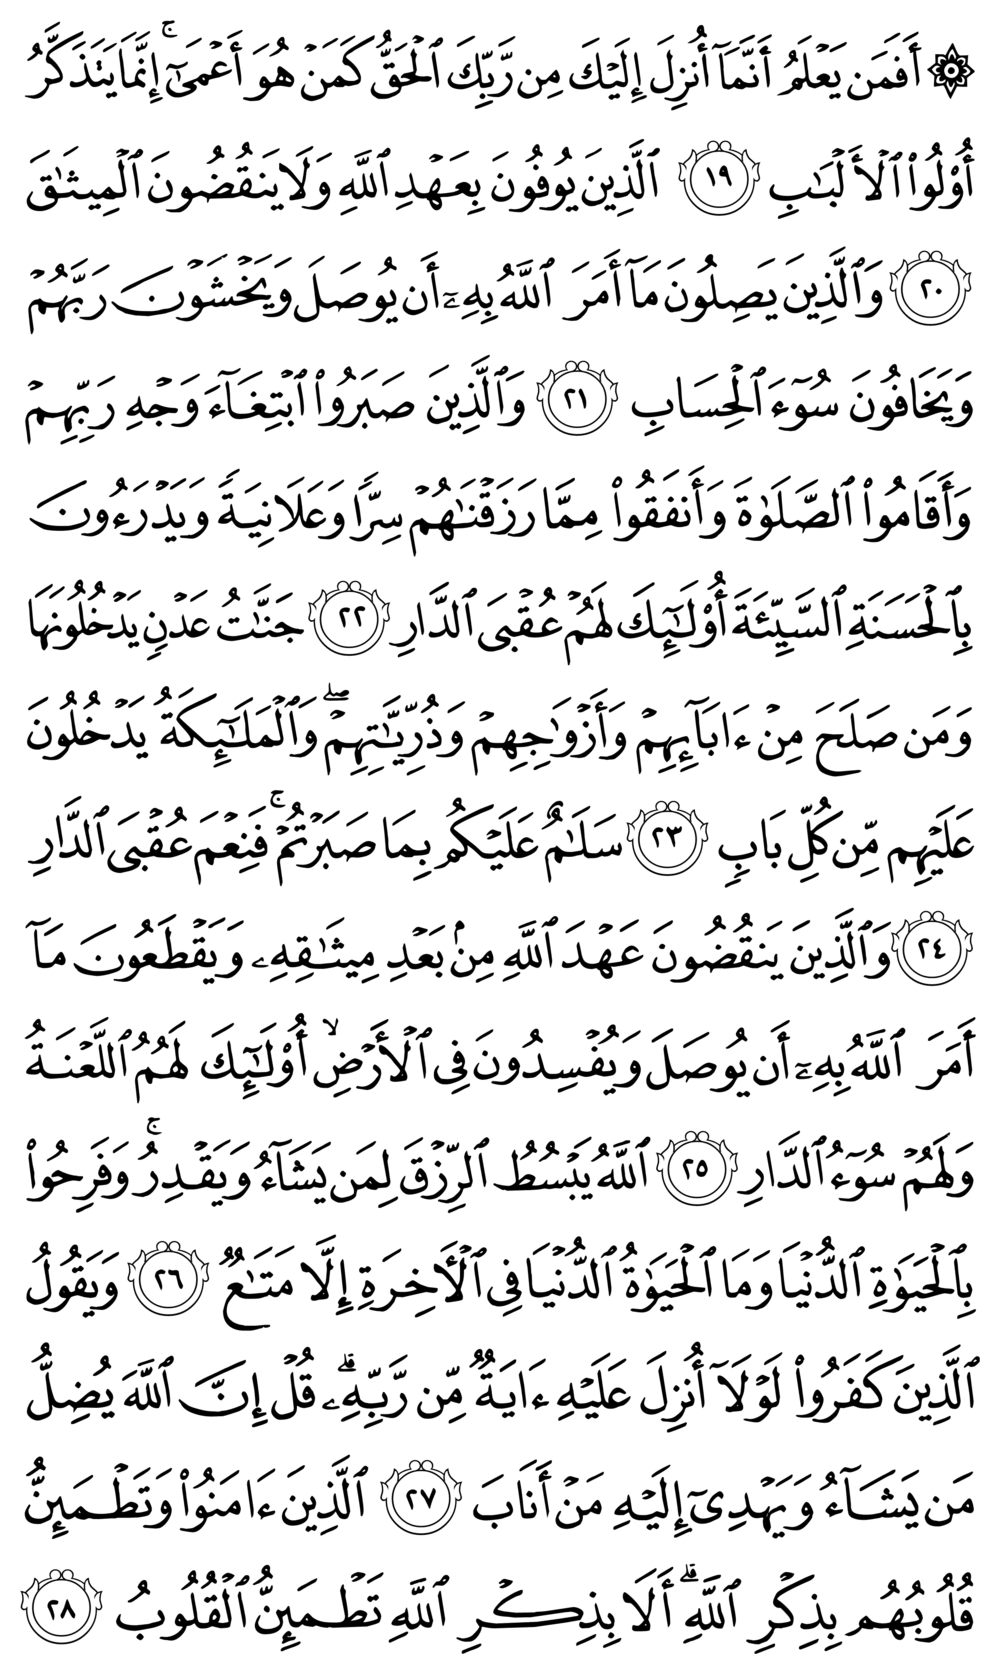 ۞ أَفَمَن يَعْلَمُ أَنَّمَآ أُنزِلَ إِلَيْكَ مِن رَّبِّكَ ٱلْحَقُّ كَمَنْ هُوَ أَعْمَىٰٓ ۚ إِنَّمَا يَتَذَكَّرُ
أُو۟لُوا۟ ٱلْأَلْبَـٰبِ ١٩ ٱلَّذِينَ يُوفُونَ بِعَهْدِ ٱللَّهِ وَلَا يَنقُضُونَ ٱلْمِيثَـٰقَ
٢٠ وَٱلَّذِينَ يَصِلُونَ مَآ أَمَرَ ٱللَّهُ بِهِۦٓ أَن يُوصَلَ وَيَخْشَوْنَ رَبَّهُمْ
وَيَخَافُونَ سُوٓءَ ٱلْحِسَابِ ٢١ وَٱلَّذِينَ صَبَرُوا۟ ٱبْتِغَآءَ وَجْهِ رَبِّهِمْ
وَأَقَامُوا۟ ٱلصَّلَوٰةَ وَأَنفَقُوا۟ مِمَّا رَزَقْنَـٰهُمْ سِرًّا وَعَلَانِيَةً وَيَدْرَءُونَ
بِٱلْحَسَنَةِ ٱلسَّيِّئَةَ أُو۟لَـٰٓئِكَ لَهُمْ عُقْبَى ٱلدَّارِ ٢٢ جَنَّـٰتُ عَدْنٍ يَدْخُلُونَهَا
وَمَن صَلَحَ مِنْ ءَابَآئِهِمْ وَأَزْوَٰجِهِمْ وَذُرِّيَّـٰتِهِمْ ۖ وَٱلْمَلَـٰٓئِكَةُ يَدْخُلُونَ
عَلَيْهِم مِّن كُلِّ بَابٍ ٢٣ سَلَـٰمٌ عَلَيْكُم بِمَا صَبَرْتُمْ ۚ فَنِعْمَ عُقْبَى ٱلدَّارِ
٢٤ وَٱلَّذِينَ يَنقُضُونَ عَهْدَ ٱللَّهِ مِنۢ بَعْدِ مِيثَـٰقِهِۦ وَيَقْطَعُونَ مَآ
أَمَرَ ٱللَّهُ بِهِۦٓ أَن يُوصَلَ وَيُفْسِدُونَ فِى ٱلْأَرْضِ ۙ أُو۟لَـٰٓئِكَ لَهُمُ ٱللَّعْنَةُ
وَلَهُمْ سُوٓءُ ٱلدَّارِ ٢٥ ٱللَّهُ يَبْسُطُ ٱلرِّزْقَ لِمَن يَشَآءُ وَيَقْدِرُ ۚ وَفَرِحُوا۟
بِٱلْحَيَوٰةِ ٱلدُّنْيَا وَمَا ٱلْحَيَوٰةُ ٱلدُّنْيَا فِى ٱلْـَٔاخِرَةِ إِلَّا مَتَـٰعٌ ٢٦ وَيَقُولُ
ٱلَّذِينَ كَفَرُوا۟ لَوْلَآ أُنزِلَ عَلَيْهِ ءَايَةٌ مِّن رَّبِّهِۦ ۗ قُلْ إِنَّ ٱللَّهَ يُضِلُّ
مَن يَشَآءُ وَيَهْدِىٓ إِلَيْهِ مَنْ أَنَابَ ٢٧ ٱلَّذِينَ ءَامَنُوا۟ وَتَطْمَئِنُّ
قُلُوبُهُم بِذِكْرِ ٱللَّهِ ۗ أَلَا بِذِكْرِ ٱللَّهِ تَطْمَئِنُّ ٱلْقُلُوبُ ٢٨